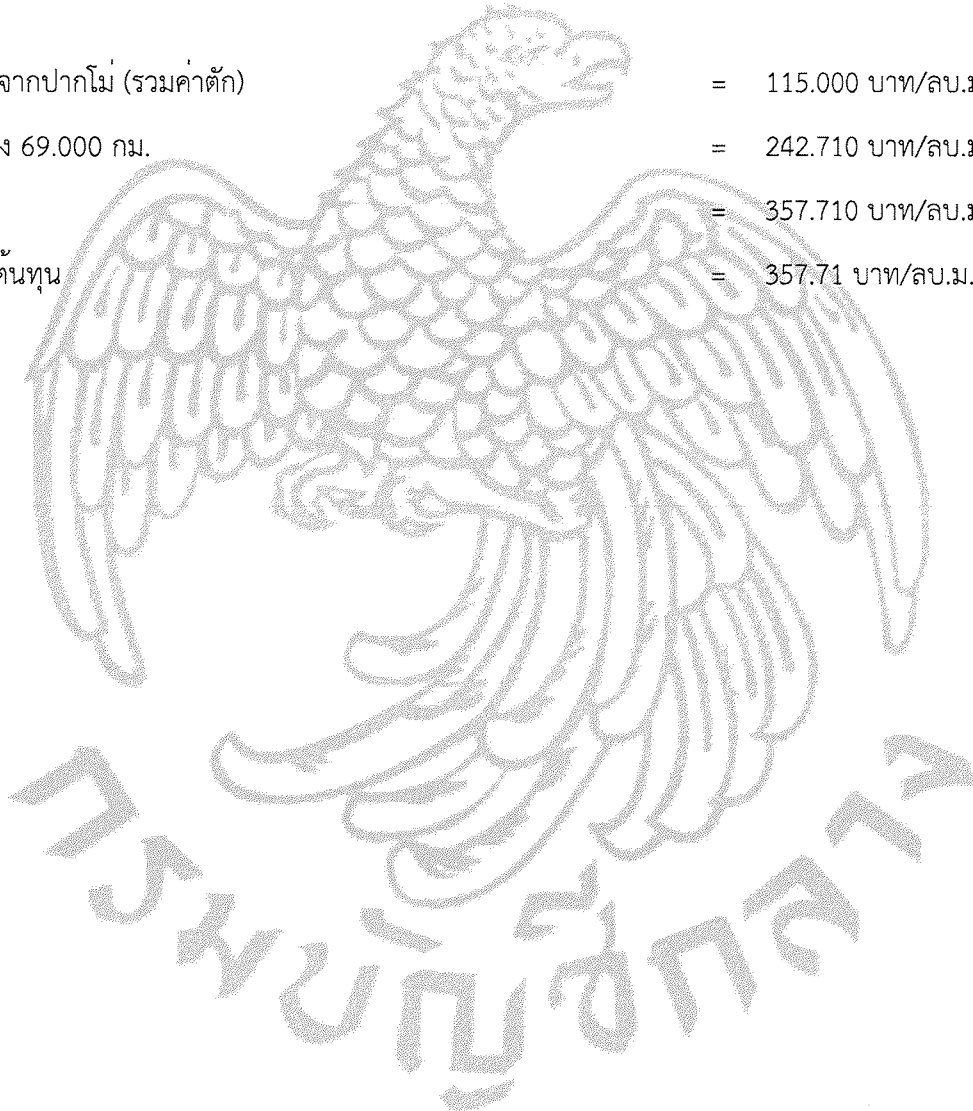 จากปากโม่ (รวมค่าตัก) = 115.000 บาท/ลบ.ม
ง 69.000 กม. = 242.710 บาท/ลบ.ม
= 357.710 บาท/ลบ.ม
ต้นทุน = 357.71 บาท/ลบ.ม.
กรมบัญชีกลาง